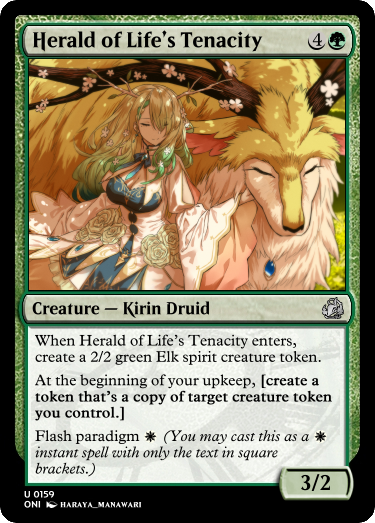 Herald of Life's Tenacity 4
Creature — Kirin Druid
When Herald of Life's Tenacity enters,
create a 2/2 green Elk spirit creature token.
At the beginning of your upkeep, [create a
token that's a copy of target creature token
you control.]
Flash paradigm ⁕ (You may cast this as a ⁕
instant spell with only the text in square
brackets.)
3/2
U 0159
ONI HARAYA_MANAWARI